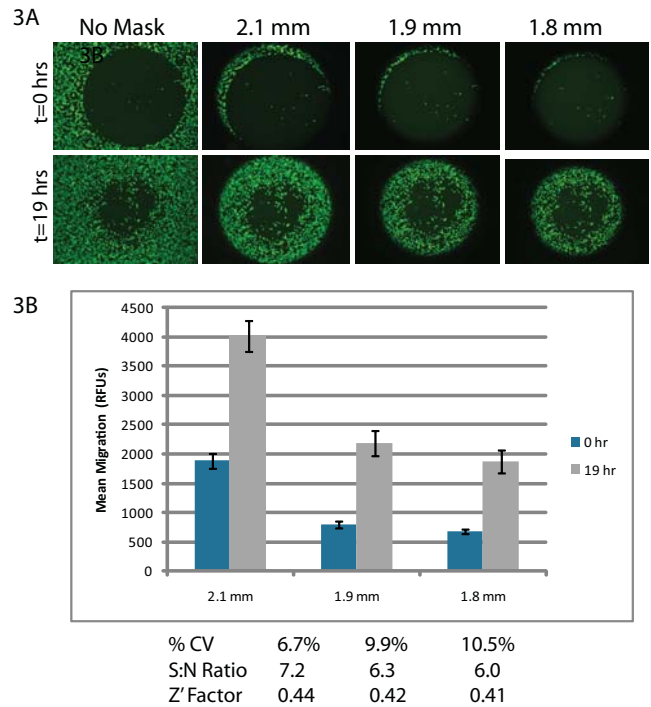 3A
No Mask 2.1 mm 1.9 mm 1.8 mm
3B
t=0 hrs
t=19 hrs
3B
4500
4000
3500
3000
2500
2000
1500
1000
500
0
Mean Migration (RFUs)
2.1 mm 1.9 mm 1.8 mm
0 hr
19 hr
% CV 6.7% 9.9% 10.5%
S:N Ratio 7.2 6.3 6.0
Z' Factor 0.44 0.42 0.41